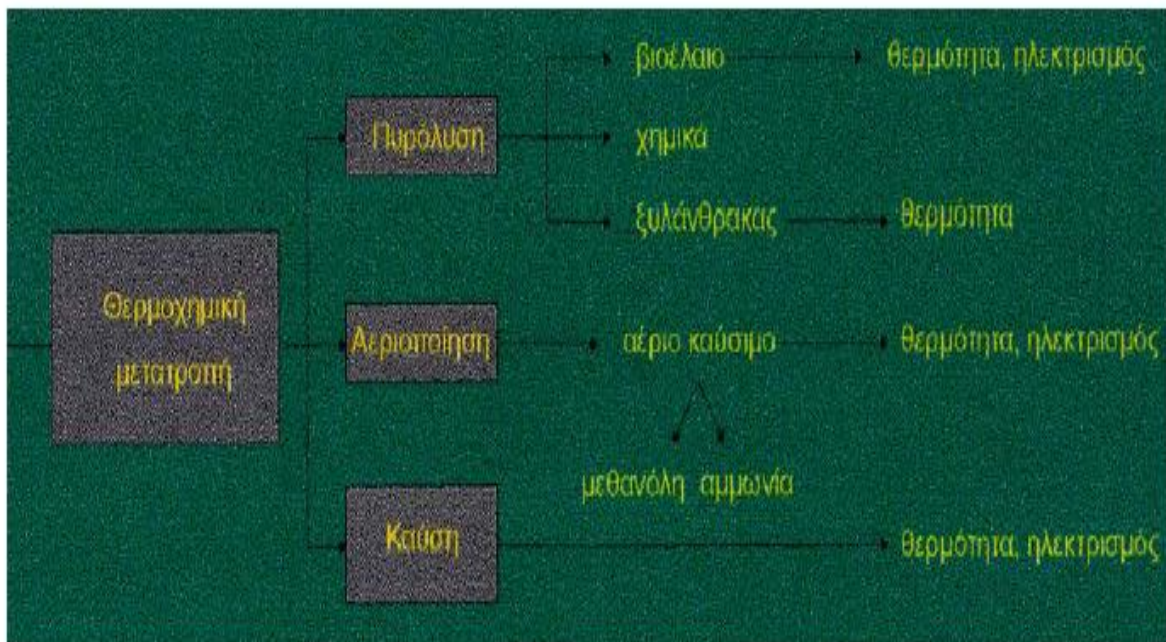 βιοέλαιο θερμότητα, ηλεκτρισμός
Πυρόλυση
χημικά
ξυλάνθρακας θερμότητα
Θερμοχημική
μετατροπή
Αεριοποίηση αέριο καύσιμο θερμότητα, ηλεκτρισμός
μεθανόλη αμμωνία
Καύση θερμότητα, ηλεκτρισμός